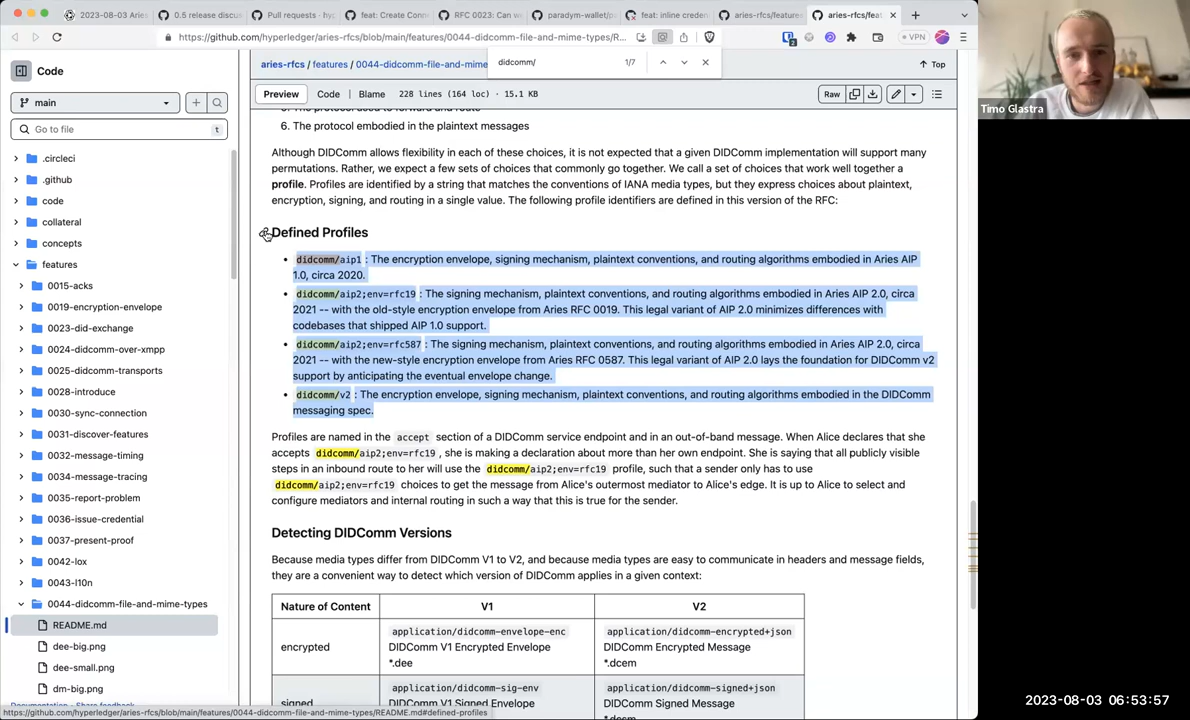 2023-08-03 Aries
0.5 release discus
Pull requests · hy
feat: Create Conn
RFC 0023: Can we
paradym-wallet/p
feat: inline creden
aries-rfcs/features
aries-rfcs/feat
https://github.com/hyperledger/aries-rfcs/blob/main/features/0044-didcomm-file-and-mime-types/R...
2
VPN
Code
main
Go to file
t
.circleci
.github
code
collateral
concepts
features
0015-acks
0019-encryption-envelope
0023-did-exchange
0024-didcomm-over-xmpp
0025-didcomm-transports
0028-introduce
0030-sync-connection
0031-discover-features
0032-message-timing
0034-message-tracing
0035-report-problem
0036-issue-credential
0037-present-proof
0042-lox
0043-l10n
0044-didcomm-file-and-mime-types
README.md
dee-big.png
dee-small.png
dm-big.png
Documentation · Share feedback
aries-rfcs / features / 0044-didcomm-file-and-mime
didcomm/
1/7
Top
Preview
Code
Blame
228 lines (164 loc) · 15.1 KB
Raw
6. The protocol embodied in the plaintext messages
Although DIDComm allows flexibility in each of these choices, it is not expected that a given DIDComm implementation will support many
permutations. Rather, we expect a few sets of choices that commonly go together. We call a set of choices that work well together a
profile. Profiles are identified by a string that matches the conventions of IANA media types, but they express choices about plaintext,
encryption, signing, and routing in a single value. The following profile identifiers are defined in this version of the RFC:
Defined Profiles
• didcomm/aip1 : The encryption envelope, signing mechanism, plaintext conventions, and routing algorithms embodied in Aries AIP
1.0, circa 2020.
• didcomm/aip2;env=rfc19 : The signing mechanism, plaintext conventions, and routing algorithms embodied in Aries AIP 2.0, circa
2021 -- with the old-style encryption envelope from Aries RFC 0019. This legal variant of AIP 2.0 minimizes differences with
codebases that shipped AIP 1.0 support.
• didcomm/aip2;env=rfc587 : The signing mechanism, plaintext conventions, and routing algorithms embodied in Aries AIP 2.0, circa
2021 -- with the new-style encryption envelope from Aries RFC 0587. This legal variant of AIP 2.0 lays the foundation for DIDComm v2
support by anticipating the eventual envelope change.
• didcomm/v2 : The encryption envelope, signing mechanism, plaintext conventions, and routing algorithms embodied in the DIDComm
messaging spec.
Profiles are named in the accept section of a DIDComm service endpoint and in an out-of-band message. When Alice declares that she
accepts didcomm/aip2;env=rfc19 , she is making a declaration about more than her own endpoint. She is saying that all publicly visible
steps in an inbound route to her will use the didcomm/aip2;env=rfc19 profile, such that a sender only has to use
didcomm/aip2;env=rfc19 choices to get the message from Alice's outermost mediator to Alice's edge. It is up to Alice to select and
configure mediators and internal routing in such a way that this is true for the sender.
Detecting DIDComm Versions
Because media types differ from DIDComm V1 to V2, and because media types are easy to communicate in headers and message fields,
they are a convenient way to detect which version of DIDComm applies in a given context:
Nature of Content
V1
V2
encrypted
application/didcomm-envelope-enc
DIDComm V1 Encrypted Envelope
*.dee
application/didcomm-encrypted+json
DIDComm Encrypted Message
*.dcem
signed
application/didcomm-sig-env
DIDComm V1 Signed Envelope
application/didcomm-signed+json
DIDComm Signed Message
*.dcsm
https://github.com/hyperledger/aries-rfcs/blob/main/features/0044-didcomm-file-and-mime-types/README.md#defined-profiles
Timo Glastra
2023-08-03 06:53:57